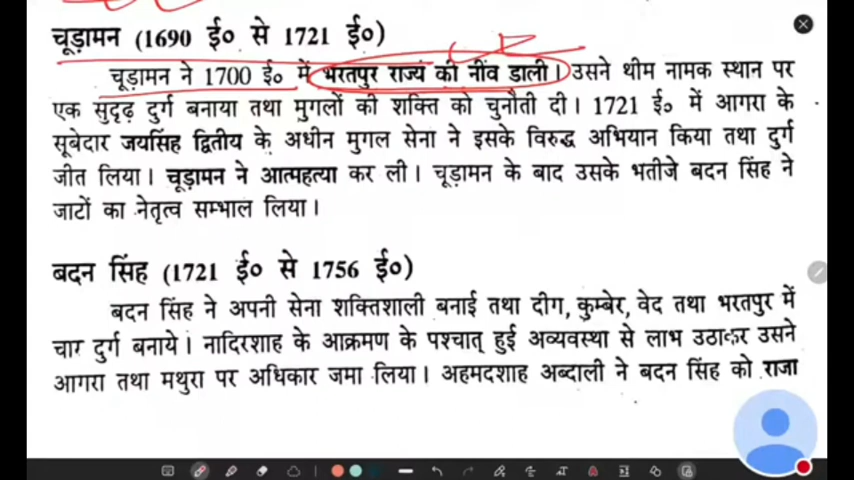 चूड़ामन (1690 ई० से 1721 ई०)
चूड़ामन ने 1700 ई० में भरतपुर राज्य की नींव डाली। उसने थीम नामक स्थान पर
एक सुदृढ़ दुर्ग बनाया तथा मुगलों की शक्ति को चुनौती दी। 1721 ई० में आगरा के
सूबेदार जयसिंह द्वितीय के अधीन मुगल सेना ने इसके विरुद्ध अभियान किया तथा दुर्ग
जीत लिया। चूड़ामन ने आत्महत्या कर ली। चूड़ामन के बाद उसके भतीजे बदन सिंह ने
जाटों का नेतृत्व सम्भाल लिया।
बदन सिंह (1721 ई० से 1756 ई०)
बदन सिंह ने अपनी सेना शक्तिशाली बनाई तथा दीग, कुम्बेर, वेद तथा भरतपुर में
चार दुर्ग बनाये। नादिरशाह के आक्रमण के पश्चात् हुई अव्यवस्था से लाभ उठाकर उसने
आगरा तथा मथुरा पर अधिकार जमा लिया। अहमदशाह अब्दाली ने बदन सिंह को राजा